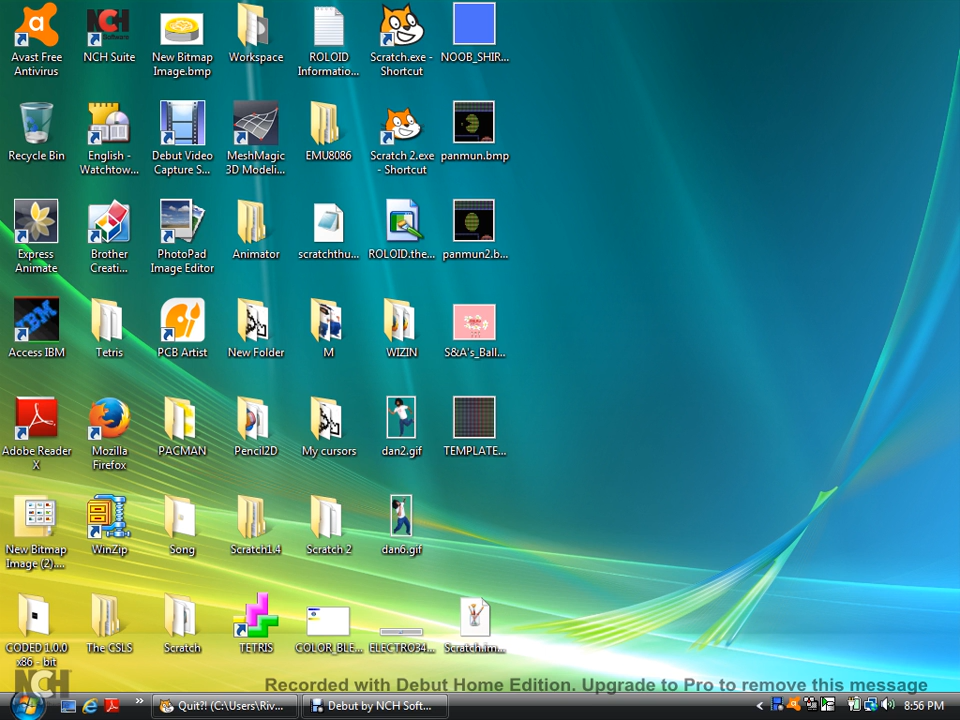 Avast Free
Antivirus
NCH Suite
New Bitmap
Image.bmp
Workspace
ROLOID
Informatio...
Scratch.exe -
Shortcut
NOOB_SHIR...
Recycle Bin
English -
Watchtow...
Debut Video
Capture S...
MeshMagic
3D Modeli...
EMU8086
Scratch 2.exe
- Shortcut
panmun.bmp
Express
Animate
Brother
Creati...
PhotoPad
Image Editor
Animator
scratchthu...
ROLOID.the...
panmun2.b...
IBM
Access IBM
Tetris
PCB Artist
New Folder
M
WIZIN
S&A's_Ball...
Adobe Reader
X
Mozilla
Firefox
PACMAN
Pencil2D
My cursors
dan2.gif
TEMPLATE...
New Bitmap
Image (2)....
WinZip
Song
Scratch1.4
Scratch 2
dan6.gif
CODED 1.0.0
x86 - bit
The CSLS
Scratch
TETRIS
COLOR_BLE...
ELECTRO34...
Scratch.im...
NCH
Recorded with Debut Home Edition. Upgrade to Pro to remove this message
Quit?! (C:\Users\Riv...
Debut by NCH Soft...
8:56 PM